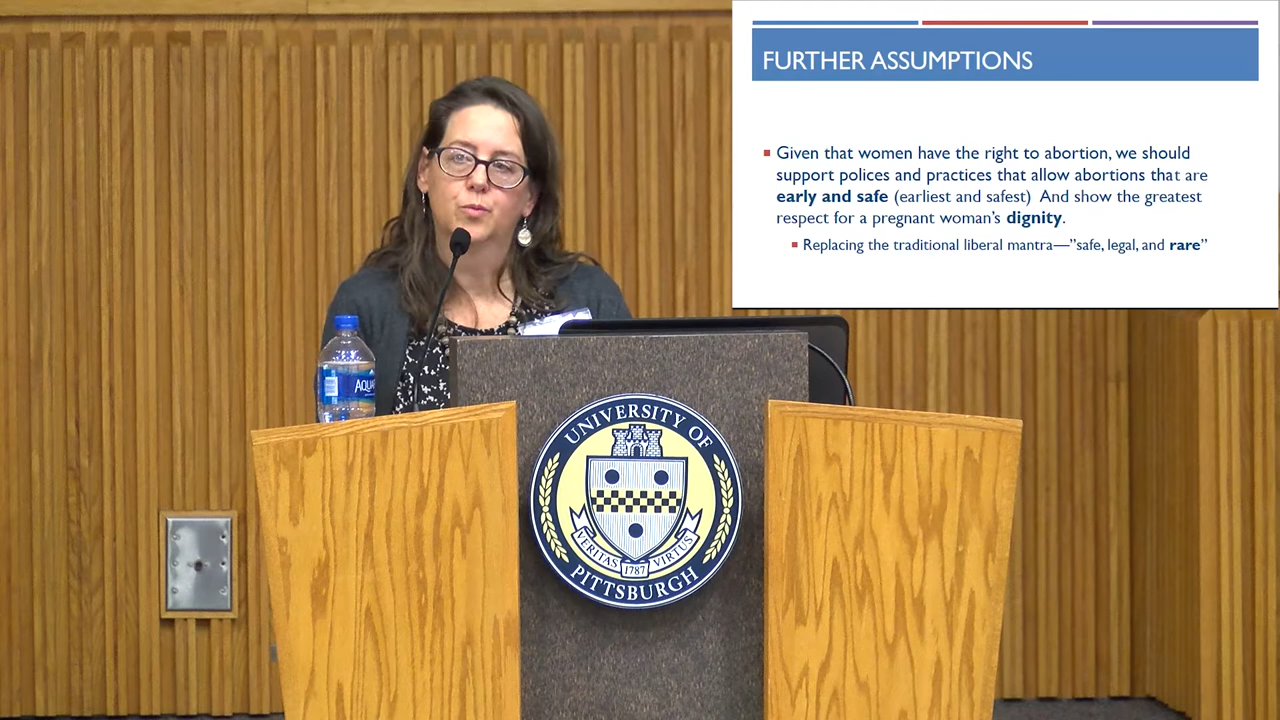 FURTHER ASSUMPTIONS
Given that women have the right to abortion, we should
support polices and practices that allow abortions that are
early and safe (earliest and safest) And show the greatest
respect for a pregnant woman's dignity.
Replacing the traditional liberal mantra—"safe, legal, and rare"
AQUA
UNIVERSITY OF
VERITAS
1787
VIRTUS
PITTSBURGH